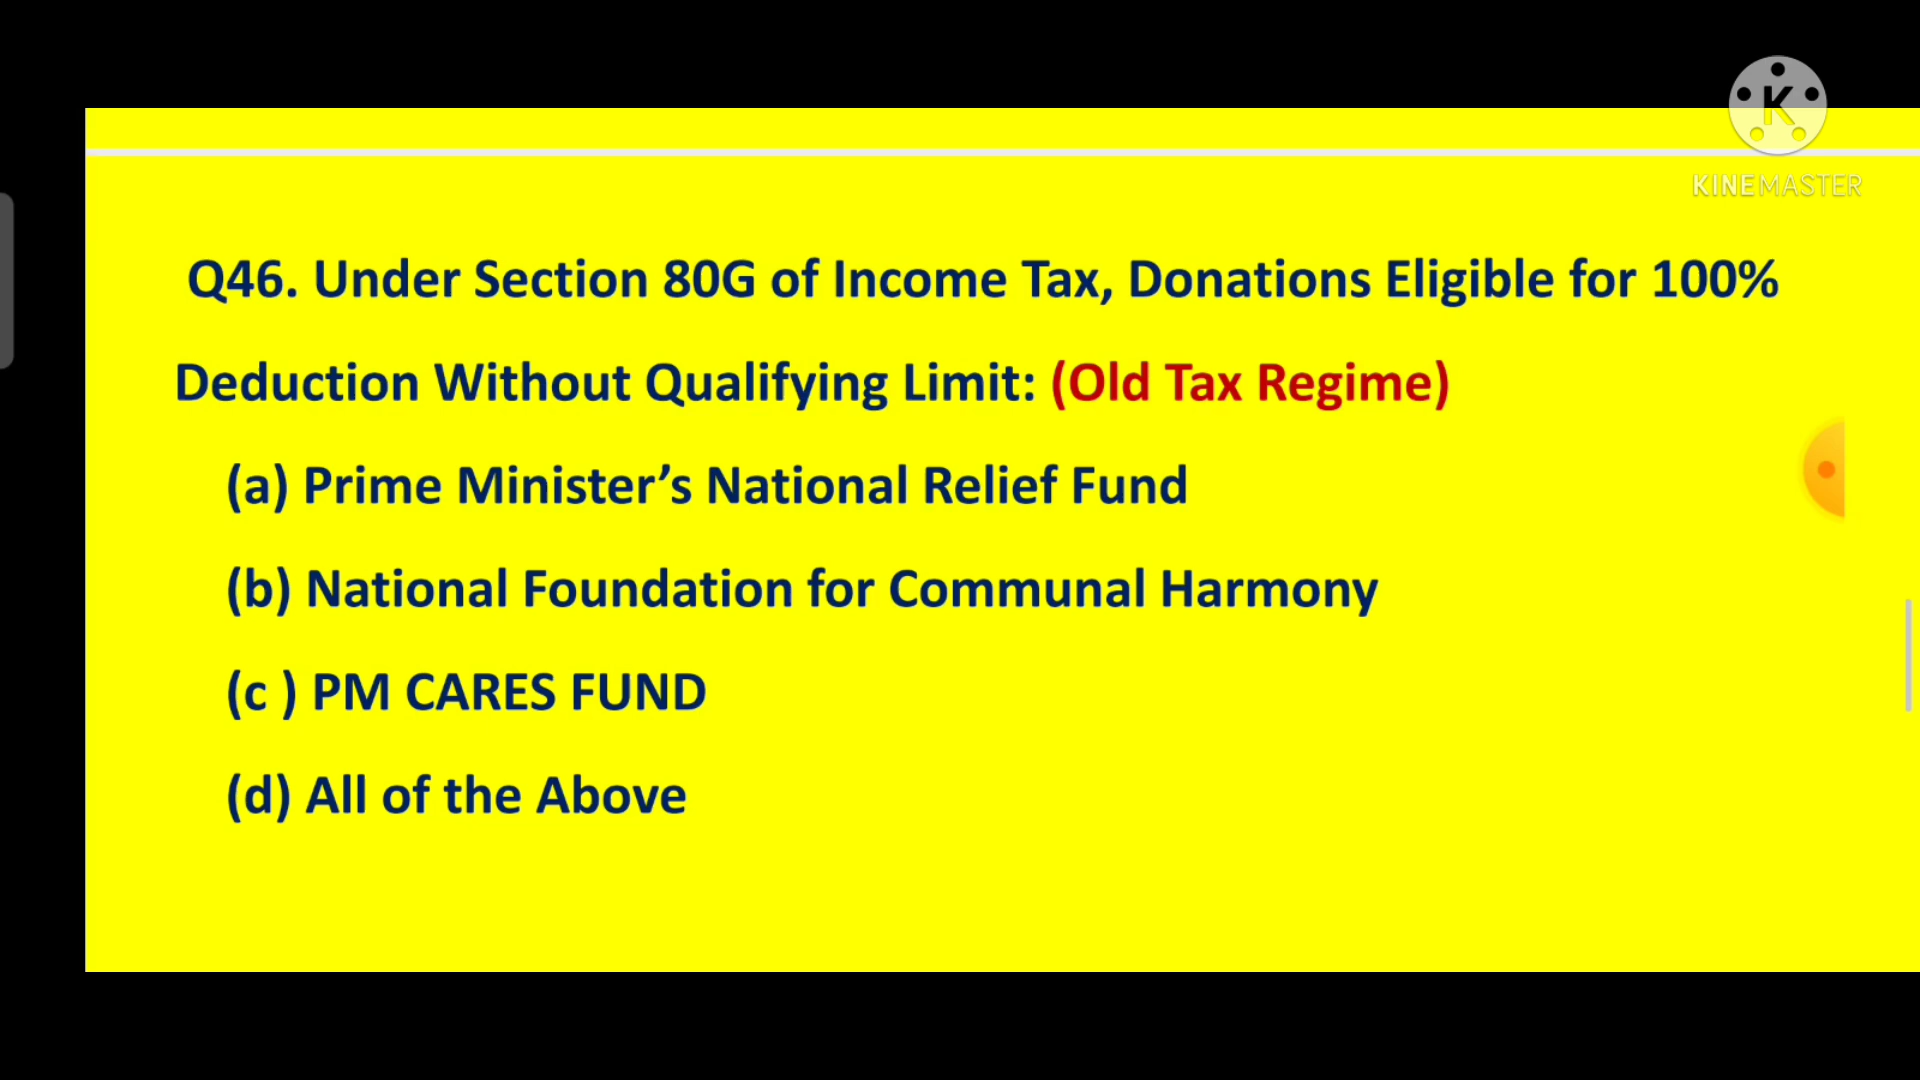 K
KINEMASTER
Q46. Under Section 80G of Income Tax, Donations Eligible for 100%
Deduction Without Qualifying Limit: (Old Tax Regime)
(a) Prime Minister’s National Relief Fund
(b) National Foundation for Communal Harmony
(c ) PM CARES FUND
(d) All of the Above